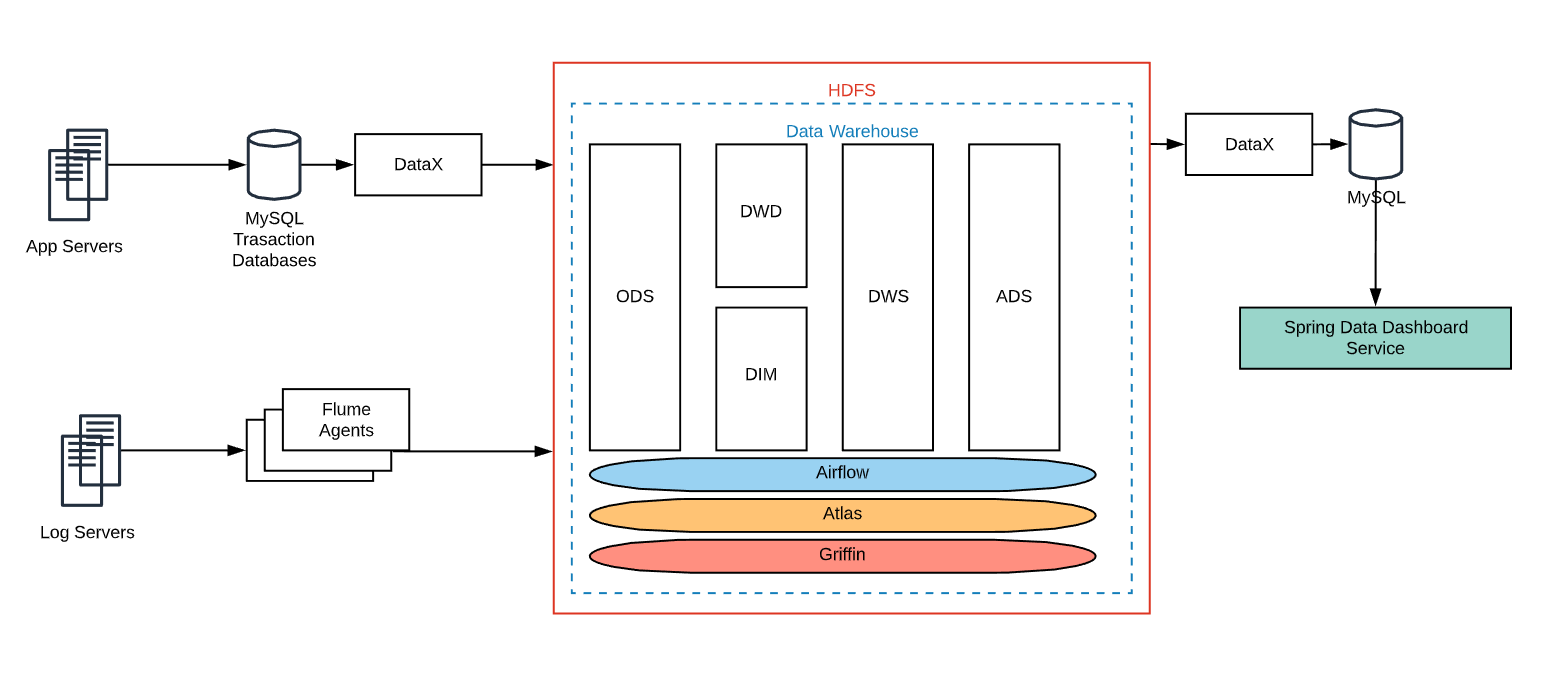 HDFS
Data Warehouse
App Servers
MySQL
Trasaction
Databases
DataX
Log Servers
Flume
Agents
ODS
DWD
DIM
DWS
ADS
Airflow
Atlas
Griffin
DataX
MySQL
Spring Data Dashboard
Service